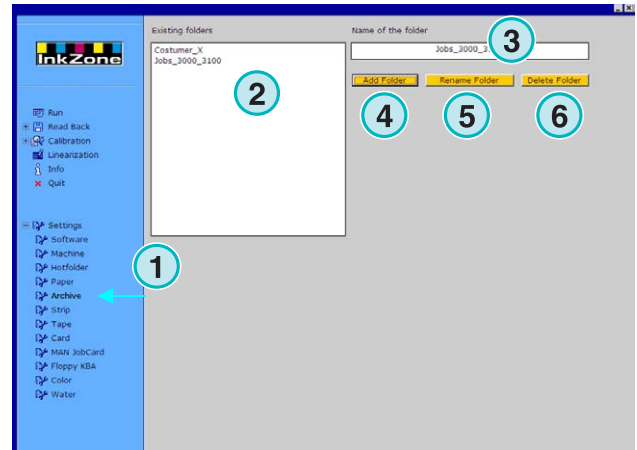 Existing folders
Name of the folder
InkZone
Costumer_X
Jobs_3000_3100
Jobs_3000_3
3
Add Folder
Rename Folder
Delete Folder
2
4
5
6
Run
Read Back
Calibration
Linearization
Info
Quit
Settings
Software
Machine
Hotfolder
Paper
Archive
1
Strip
Tape
Card
MAN JobCard
Floppy KBA
Color
Water